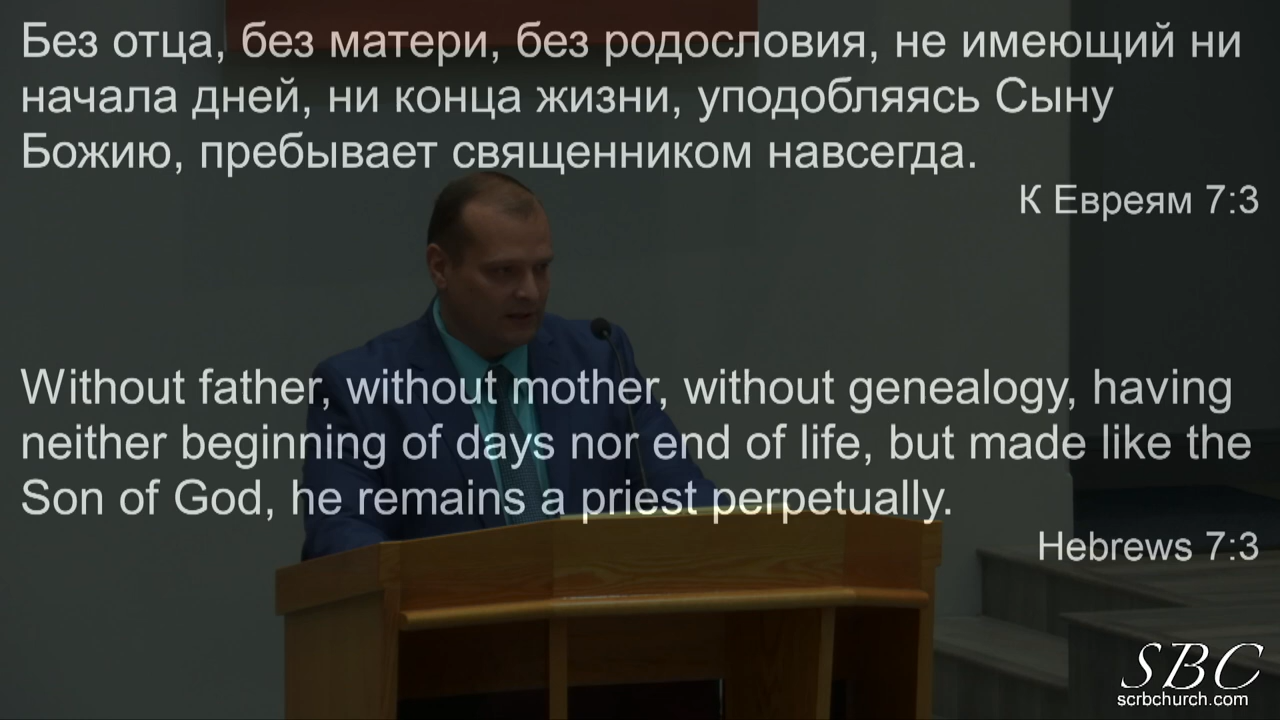 Без отца, без матери, без родословия, не имеющий ни
начала дней, ни конца жизни, уподобляясь Сыну
Божию, пребывает священником навсегда.
К Евреям 7:3
Without father, without mother, without genealogy, having
neither beginning of days nor end of life, but made like the
Son of God, he remains a priest perpetually.
Hebrews 7:3
SBC
scrbchurch.com